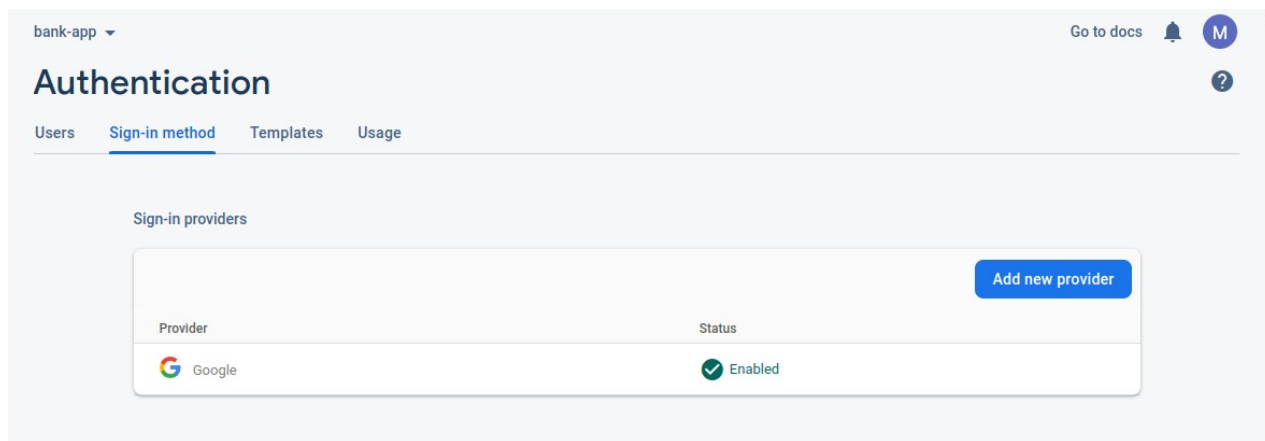 bank-app Go to docs M
Authentication ?
Users Sign-in method Templates Usage
Sign-in providers
Add new provider
Provider Status
Google Enabled